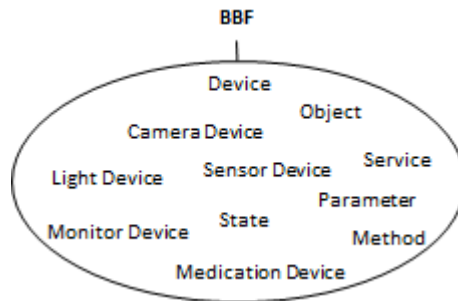 BBF
Device
Object
Camera Device
Service
Light Device
Sensor Device
Parameter
State
Monitor Device
Method
Medication Device